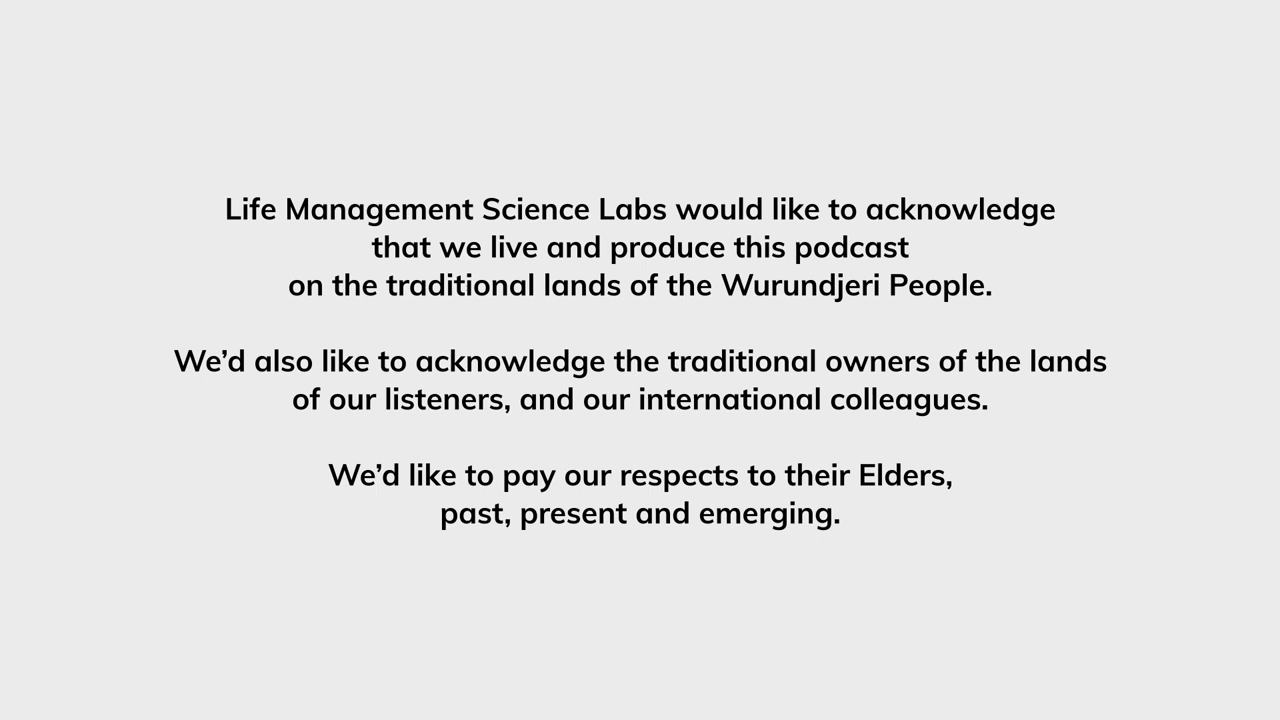 Life Management Science Labs would like to acknowledge
that we live and produce this podcast
on the traditional lands of the Wurundjeri People.
We’d also like to acknowledge the traditional owners of the lands
of our listeners, and our international colleagues.
We’d like to pay our respects to their Elders,
past, present and emerging.